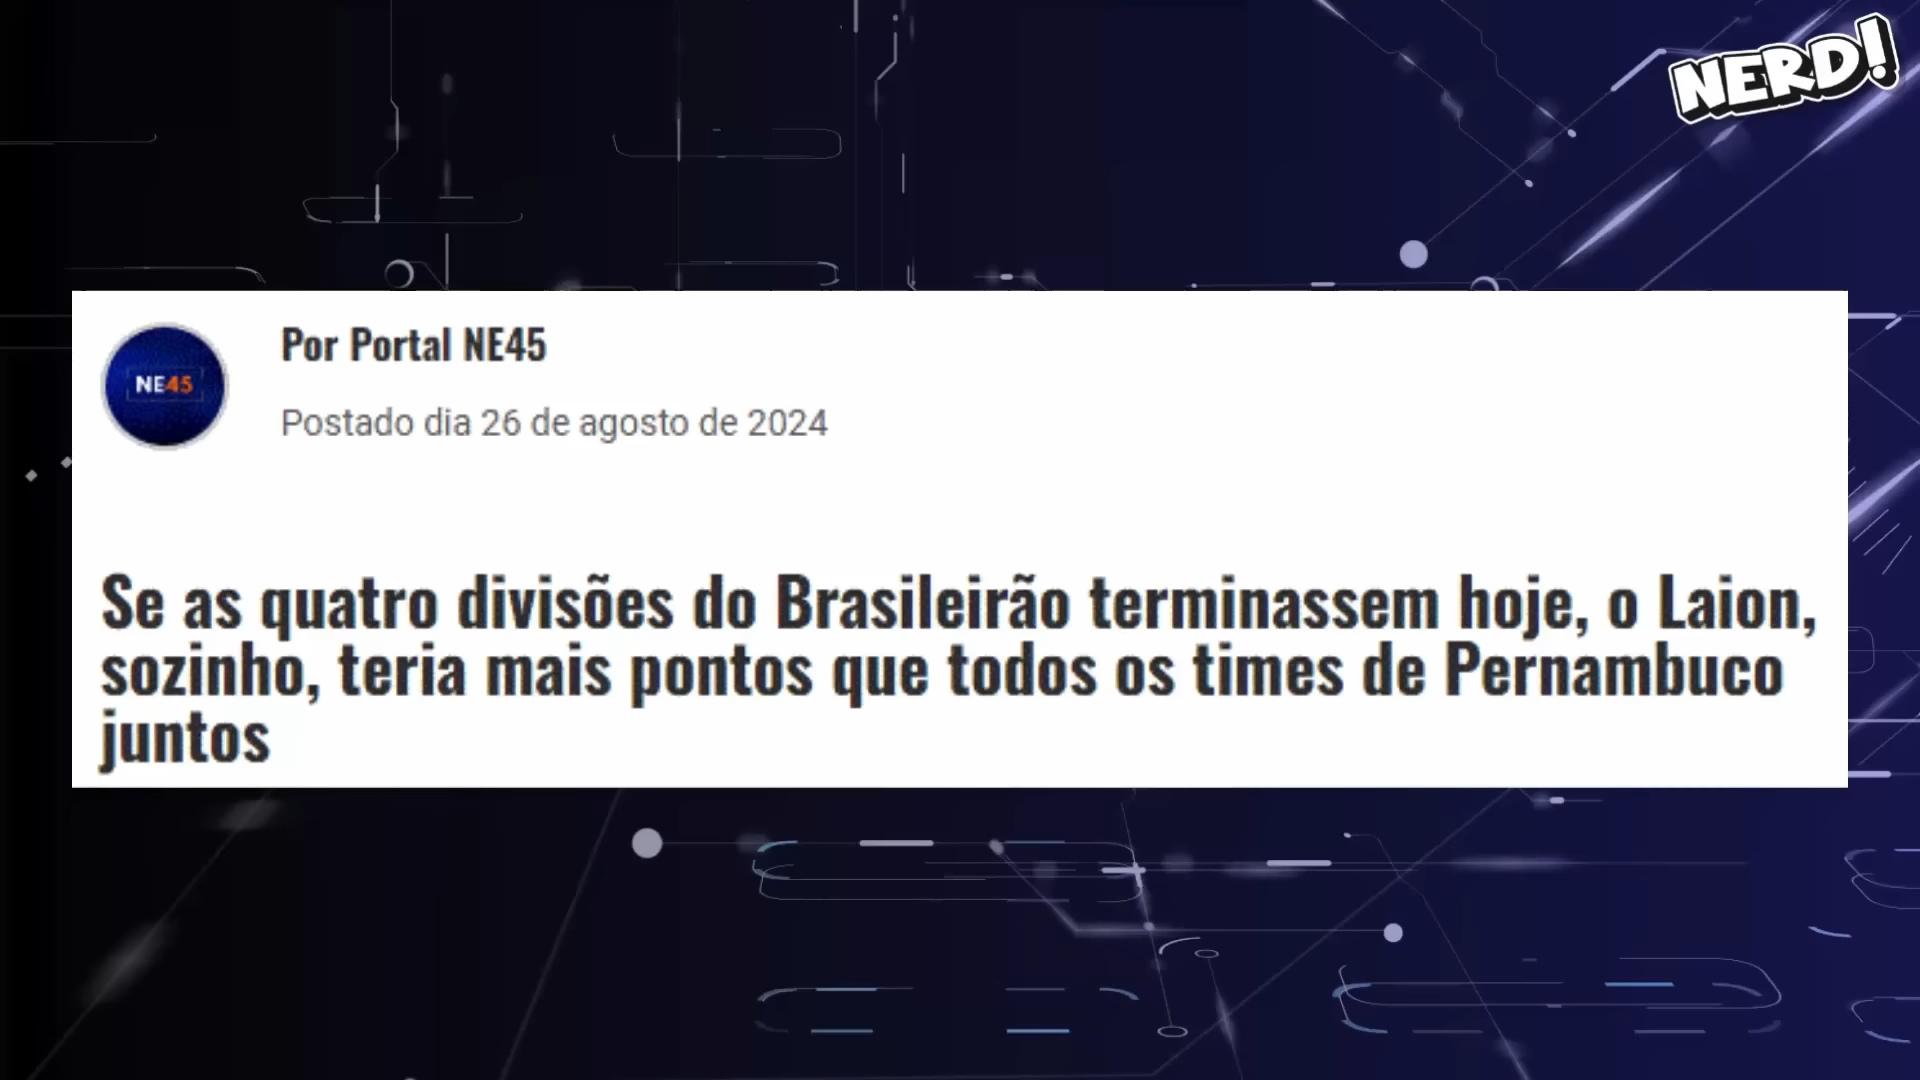 NERD!
NE45
Por Portal NE45
Postado dia 26 de agosto de 2024
Se as quatro divisões do Brasileirão terminassem hoje, o Laion,
sozinho, teria mais pontos que todos os times de Pernambuco
juntos